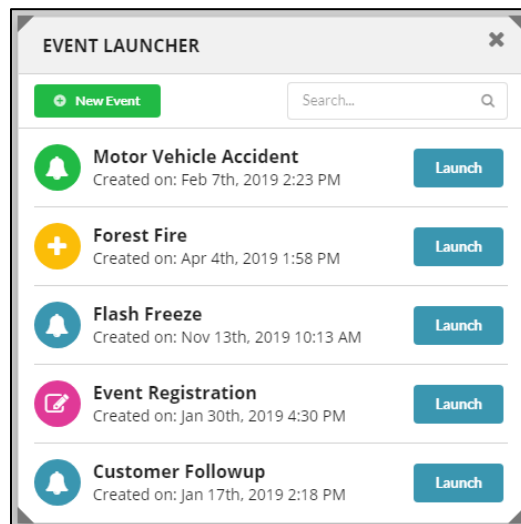 EVENT LAUNCHER
New Event
Search...
Motor Vehicle Accident
Created on: Feb 7th, 2019 2:23 PM
Launch
Forest Fire
Created on: Apr 4th, 2019 1:58 PM
Launch
Flash Freeze
Created on: Nov 13th, 2019 10:13 AM
Launch
Event Registration
Created on: Jan 30th, 2019 4:30 PM
Launch
Customer Followup
Created on: Jan 17th, 2019 2:18 PM
Launch